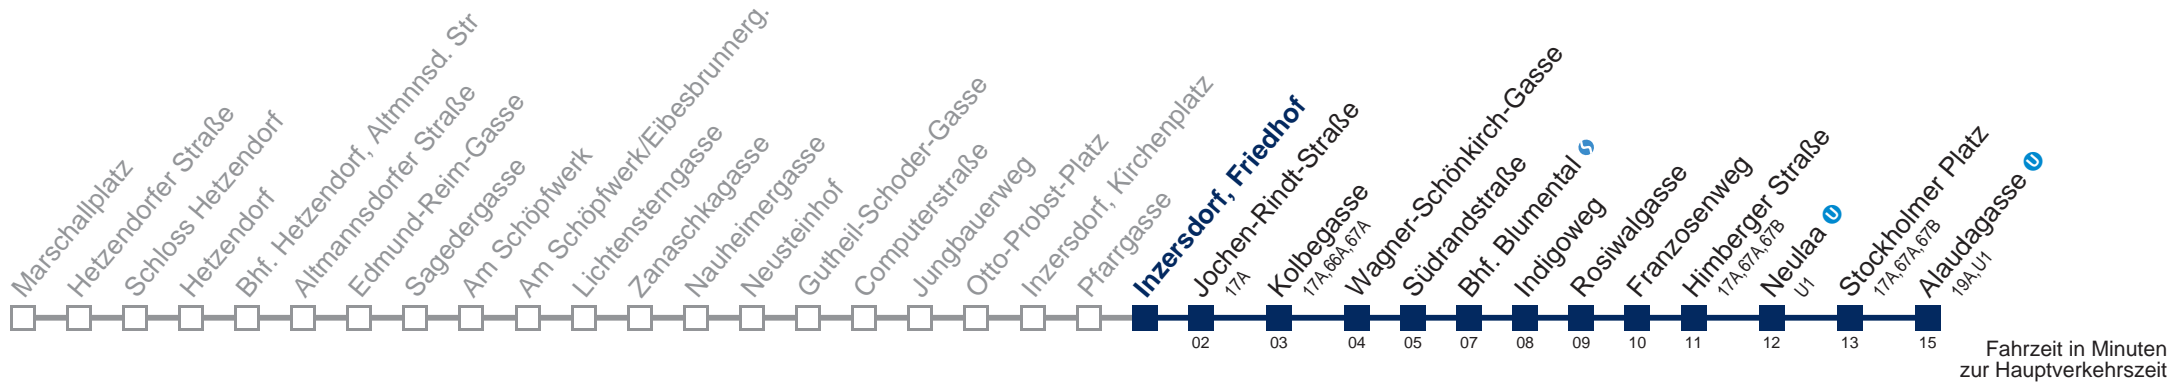 Marschallplatz
Hetzendorfer Straße
Schloss Hetzendorf
Hetzendorf
Bhf. Hetzendorf, Altmnnsd. Str
Altmannsdorfer Straße
Edmund-Reim-Gasse
Sagedergasse
Am Schöpfwerk
Am Schöpfwerk/Eibesbrunnerg.
Lichtensterngasse
Zanaschkagasse
Nauheimergasse
Neusteinhof
Gutheil-Schoder-Gasse
Computerstraße
Jungbauerweg
Otto-Probst-Platz
Inzersdorf, Kirchenplatz
Pfarrgasse
Inzersdorf, Friedhof
Jochen-Rindt-Straße
17A
Kolbegasse
17A,66A,67A
Wagner-Schönkirch-Gasse
Südrandstraße
Bhf. Blumental S
Indigoweg
Rosiwalgasse
Franzosenweg
Himberger Straße
17A,67A,67B
Neulaa U
U1
Stockholmer Platz
17A,67A,67B
Alaudagasse U
19A,U1
02 03 04 05 07 08 09 10 11 12 13 15
Fahrzeit in Minuten
zur Hauptverkehrszeit